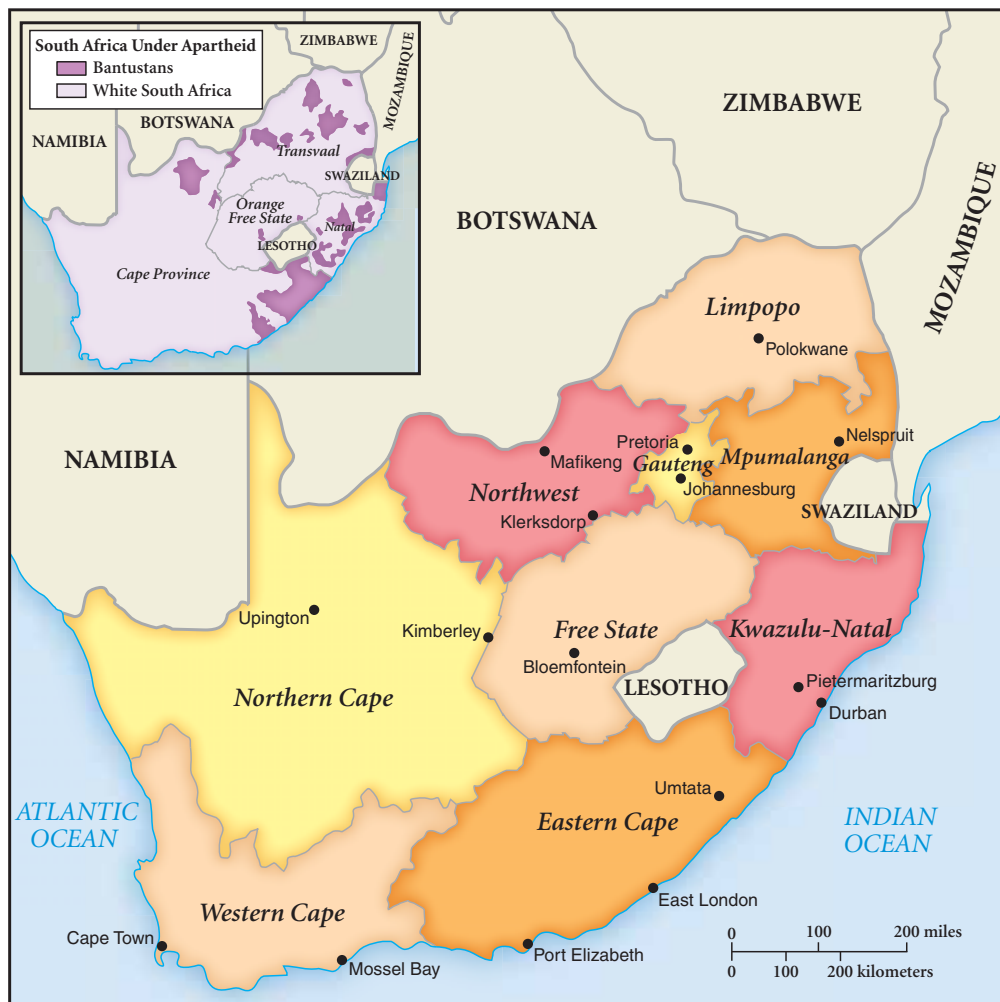 South Africa Under Apartheid
Bantustans
White South Africa
ZIMBABWE
MOZAMBIQUE
BOTSWANA
NAMIBIA
Transvaal
SWAZILAND
Orange
Free State
Natal
LESOTHO
Cape Province
ZIMBABWE
BOTSWANA
MOZAMBIQUE
Limpopo
Polokwane
NAMIBIA
Pretoria
Nelspruit
Mafikeng
Gauteng
Mpumalanga
Northwest
Johannesburg
Klerksdorp
SWAZILAND
Upington
Kimberley
Free State
Kwazulu-Natal
Bloemfontein
LESOTHO
Pietermaritzburg
Northern Cape
Durban
Umtata
ATLANTIC
OCEAN
Eastern Cape
INDIAN
OCEAN
East London
Western Cape
Cape Town
Port Elizabeth
Mossel Bay
0 100 200 miles
0 100 200 kilometers